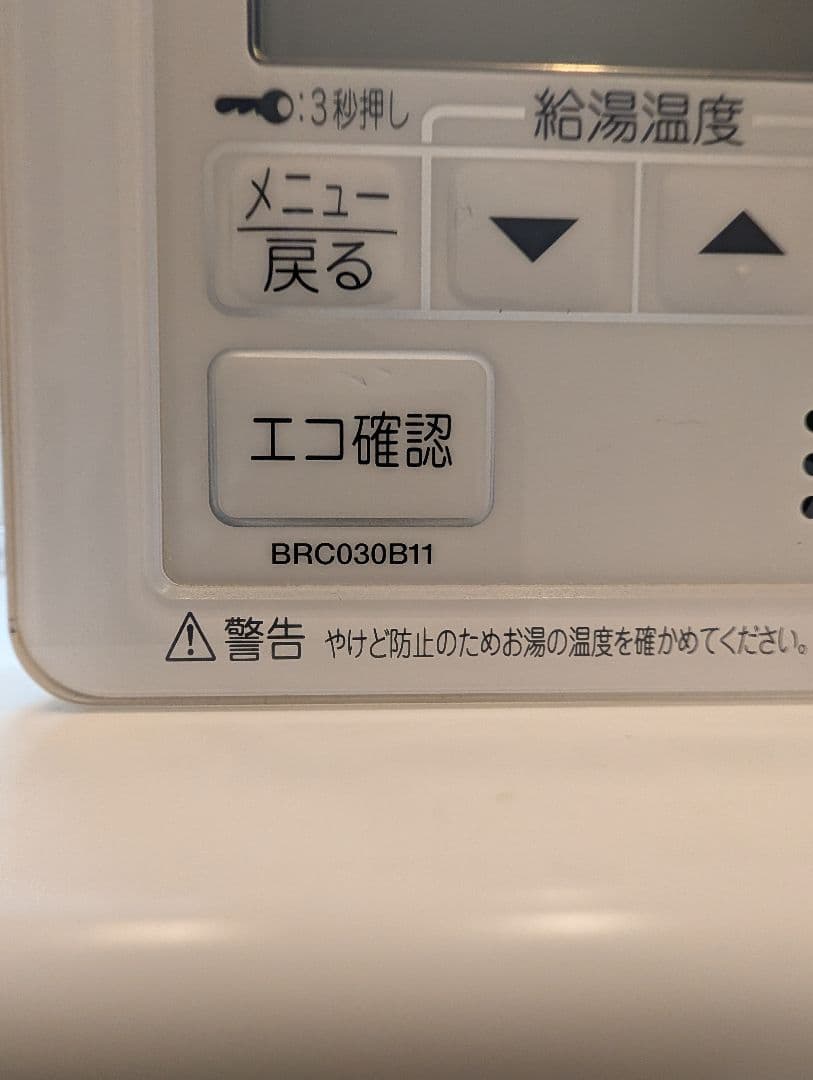 :3秒押し
給湯温度
メニュー
戻る
▼
▲
エコ確認
BRC030B11
⚠警告 やけど防止のためお湯の温度を確かめてください。